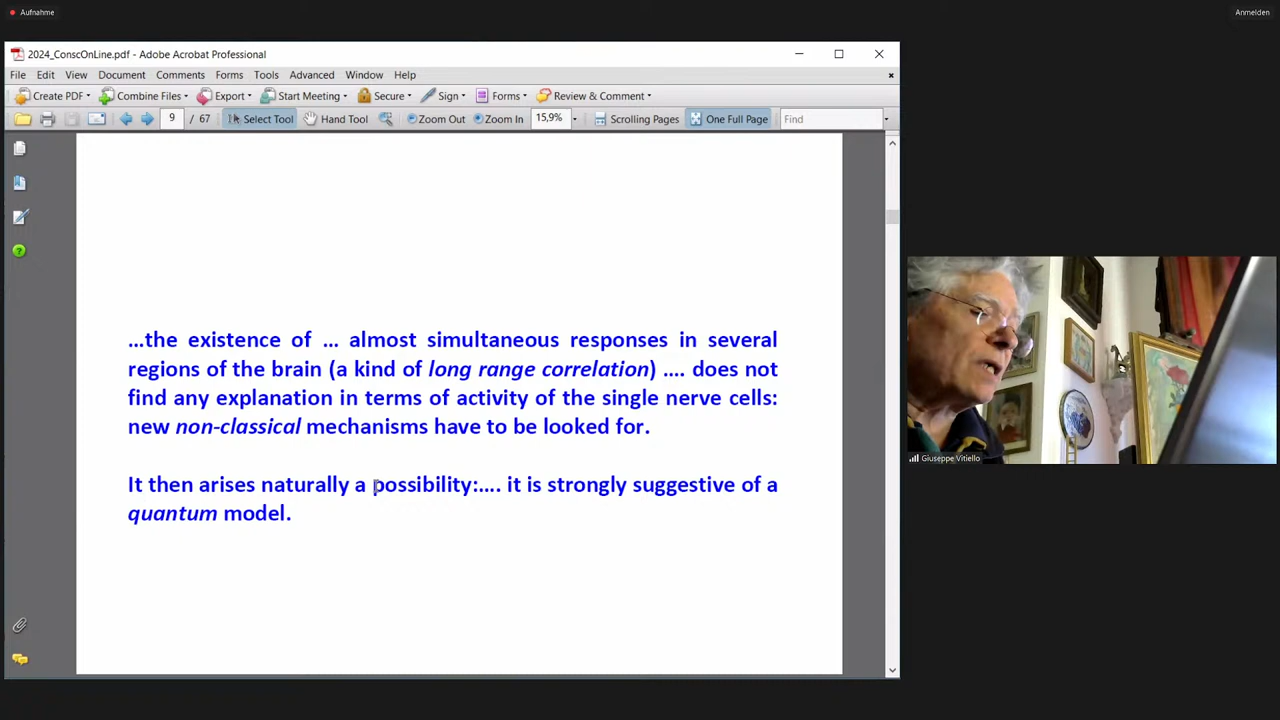 Aufnahme
Anmelden
2024_ConscOnLine.pdf - Adobe Acrobat Professional
File Edit View Document Comments Forms Tools Advanced Window Help
Create PDF Combine Files Export Start Meeting Secure Sign Forms Review & Comment
9 / 67 Select Tool Hand Tool Zoom Out Zoom In 15,9% Scrolling Pages One Full Page Find
...the existence of ... almost simultaneous responses in several
regions of the brain (a kind of long range correlation) .... does not
find any explanation in terms of activity of the single nerve cells:
new non-classical mechanisms have to be looked for.
It then arises naturally a possibility:.... it is strongly suggestive of a
quantum model.
Giuseppe Vitiello